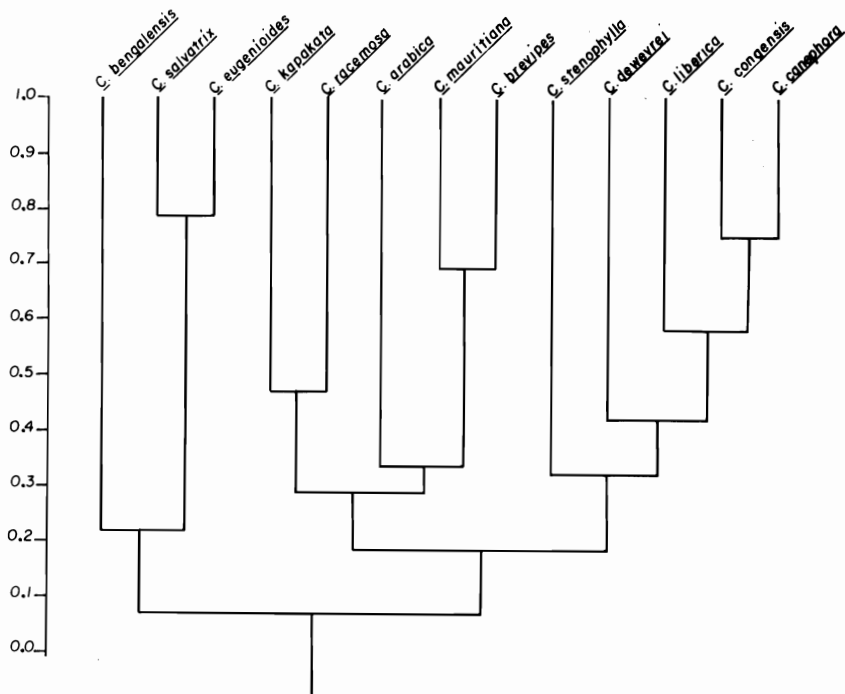 C. bengalensis
C. salvatrix
C. eugenioides
C. kapakata
C. racemosa
C. arabica
C. mauritiana
C. brevipes
C. stenophylla
C. dewevrei
C. liberica
C. congensis
C. canephora
1.0
0.9
0.8
0.7
0.6
0.5
0.4
0.3
0.2
0.1
0.0